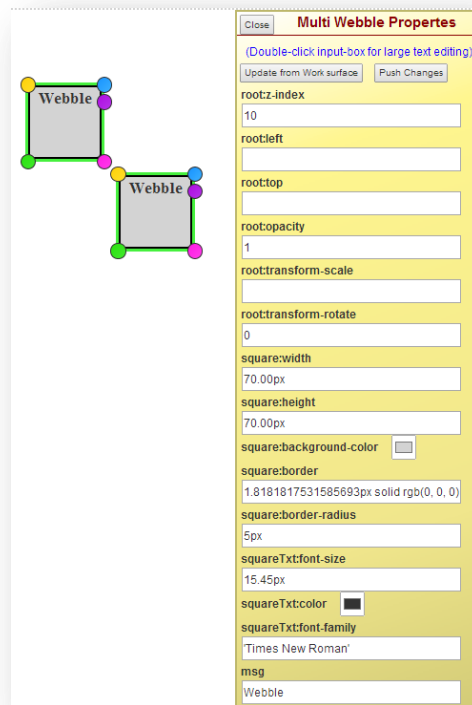 Close
Multi Webble Propertes
(Double-click input-box for large text editing)
Update from Work surface
Push Changes
Webble
Webble
root:z-index
10
root:left
root:top
root:opacity
1
root:transform-scale
root:transform-rotate
0
square:width
70.00px
square:height
70.00px
square:background-color
square:border
1.8181817531585693px solid rgb(0, 0, 0)
square:border-radius
5px
squareTxt:font-size
15.45px
squareTxt:color
squareTxt:font-family
'Times New Roman'
msg
Webble